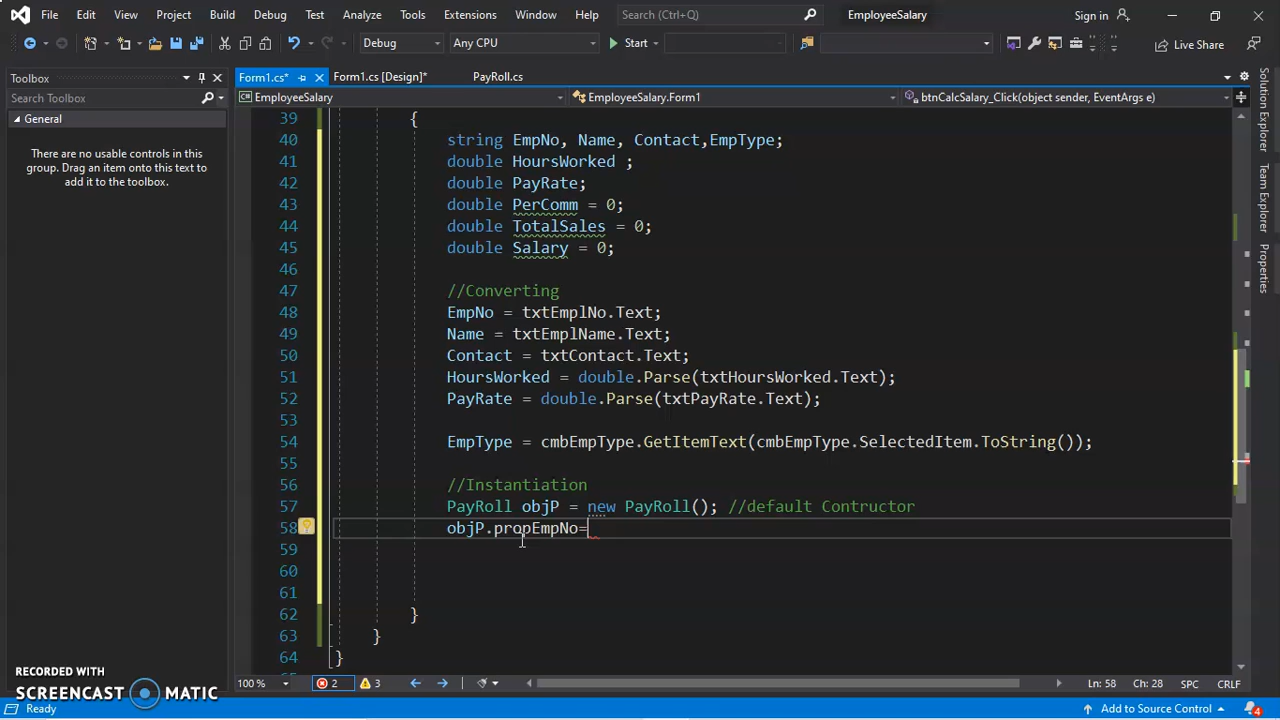 File Edit View Project Build Debug Test Analyze Tools Extensions Window Help Search (Ctrl+Q) EmployeeSalary Sign in
Debug Any CPU Start Live Share
Toolbox
Search Toolbox
General
There are no usable controls in this
group. Drag an item onto this text to
add it to the toolbox.
Form1.cs* Form1.cs [Design]* PayRoll.cs
EmployeeSalary EmployeeSalary.Form1 btnCalcSalary_Click(object sender, EventArgs e)
39 {
40 string EmpNo, Name, Contact,EmpType;
41 double HoursWorked ;
42 double PayRate;
43 double PerComm = 0;
44 double TotalSales = 0;
45 double Salary = 0;
46
47 //Converting
48 EmpNo = txtEmplNo.Text;
49 Name = txtEmplName.Text;
50 Contact = txtContact.Text;
51 HoursWorked = double.Parse(txtHoursWorked.Text);
52 PayRate = double.Parse(txtPayRate.Text);
53
54 EmpType = cmbEmpType.GetItemText(cmbEmpType.SelectedItem.ToString());
55
56 //Instantiation
57 PayRoll objP = new PayRoll(); //default Contructor
58 objP.propEmpNo=
59
60
61
62 }
63 }
64 }
Solution Explorer
Team Explorer
Properties
100 % 2 3 Ln: 58 Ch: 28 SPC CRLF
RECORDED WITH
SCREENCAST MATIC
Ready Add to Source Control 4